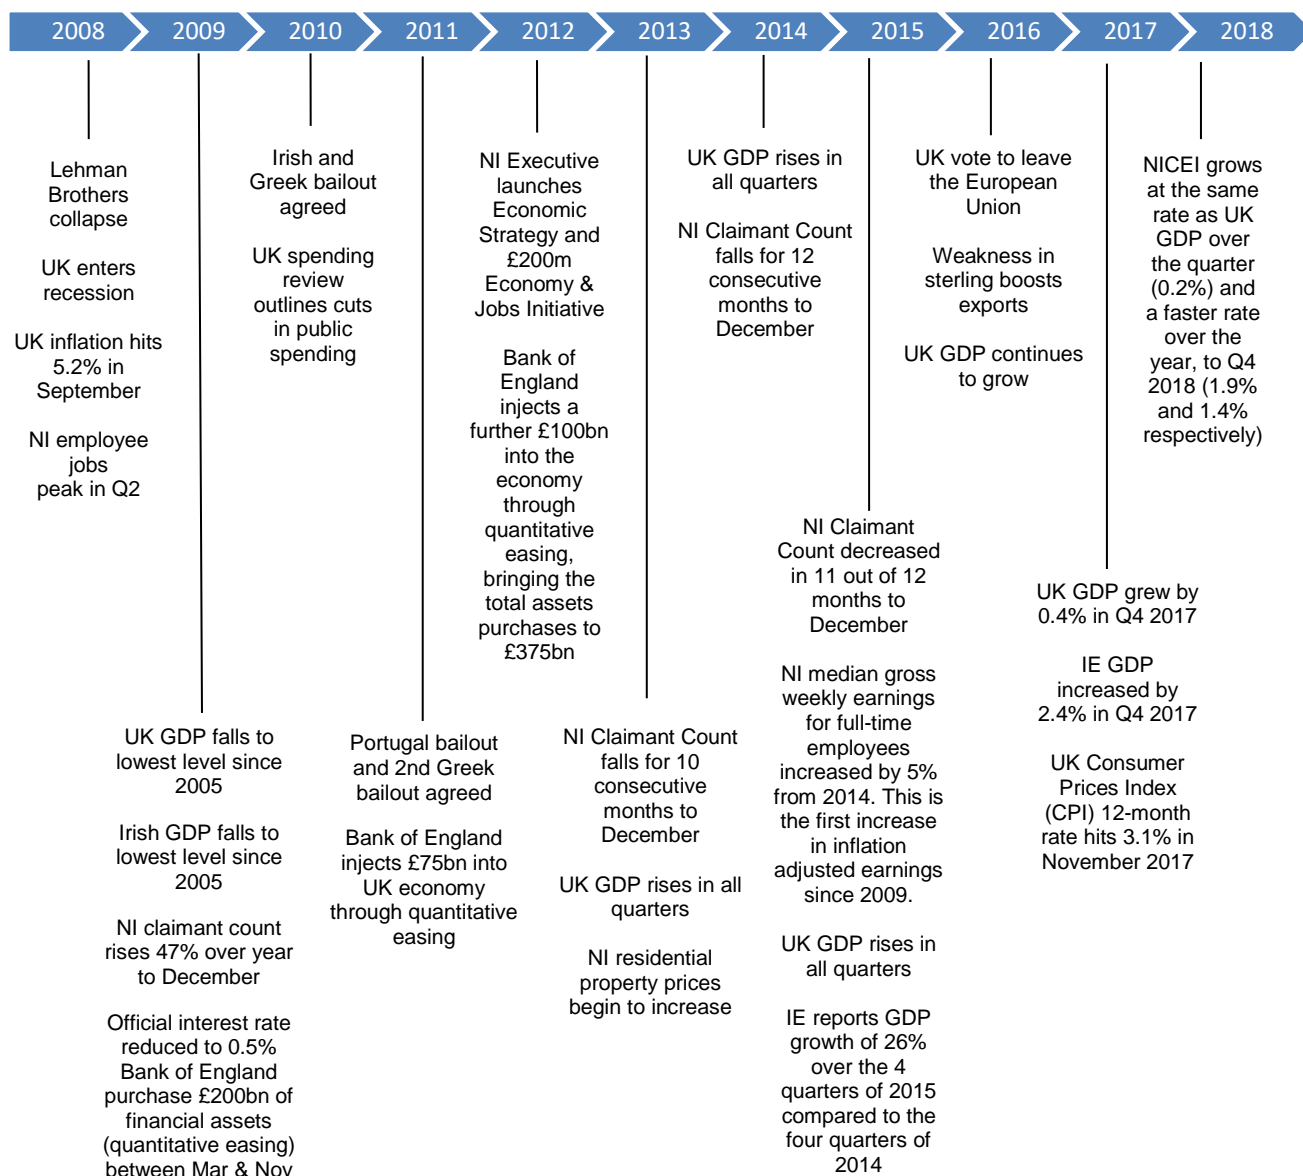 2008
2009
2010
2011
2012
2013
2014
2015
2016
2017
2018
Lehman
Brothers
collapse
UK enters
recession
UK inflation hits
5.2% in
September
NI employee
jobs
peak in Q2
UK GDP falls to
lowest level since
2005
Irish GDP falls to
lowest level since
2005
NI claimant count
rises 47% over year
to December
Official interest rate
reduced to 0.5%
Bank of England
purchase £200bn of
financial assets
(quantitative easing)
between Mar & Nov
Irish and
Greek bailout
agreed
UK spending
review
outlines cuts
in public
spending
Portugal bailout
and 2nd Greek
bailout agreed
Bank of England
injects £75bn into
UK economy
through quantitative
easing
NI Executive
launches
Economic
Strategy and
£200m
Economy &
Jobs Initiative
Bank of
England
injects a
further £100bn
into the
economy
through
quantitative
easing,
bringing the
total assets
purchases to
£375bn
NI Claimant Count
falls for 10
consecutive
months to
December
UK GDP rises in all
quarters
NI residential
property prices
begin to increase
UK GDP rises in
all quarters
NI Claimant Count
falls for 12
consecutive
months to
December
NI Claimant
Count decreased
in 11 out of 12
months to
December
NI median gross
weekly earnings
for full-time
employees
increased by 5%
from 2014. This is
the first increase
in inflation
adjusted earnings
since 2009.
UK GDP rises in
all quarters
IE reports GDP
growth of 26%
over the 4
quarters of 2015
compared to the
four quarters of
2014
UK vote to leave
the European
Union
Weakness in
sterling boosts
exports
UK GDP continues
to grow
UK GDP grew by
0.4% in Q4 2017
IE GDP
increased by
2.4% in Q4 2017
UK Consumer
Prices Index
(CPI) 12-month
rate hits 3.1% in
November 2017
NICEI grows
at the same
rate as UK
GDP over
the quarter
(0.2%) and
a faster rate
over the
year, to Q4
2018 (1.9%
and 1.4%
respectively)